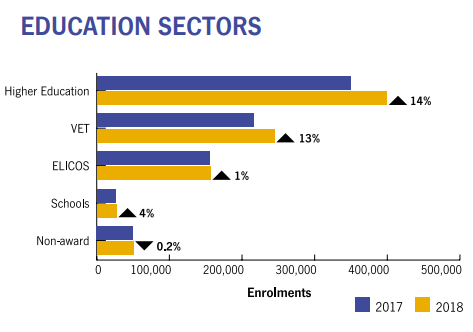 EDUCATION SECTORS
Higher Education
14%
VET
13%
ELICOS
1%
Schools
4%
Non-award
0.2%
0 100,000 200,000 300,000 400,000 500,000
Enrolments
2017 2018